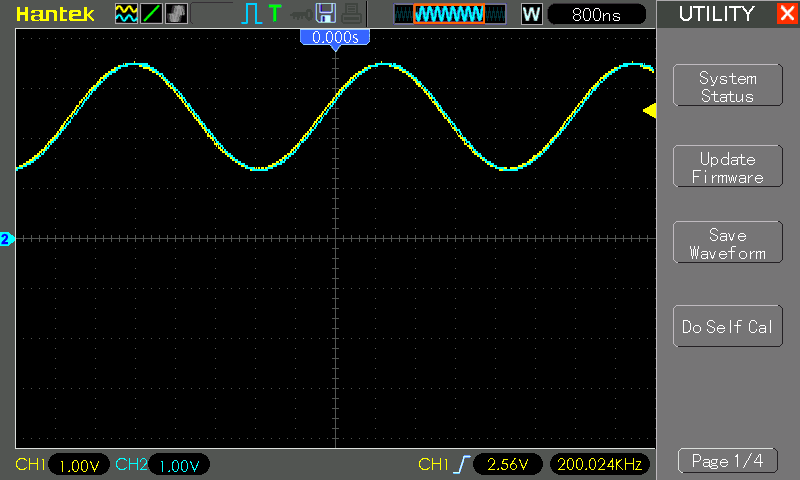 Hantek T W 800ns UTILITY
0.000s
System
Status
Update
Firmware
2
Save
Waveform
Do Self Cal
CH1 1.00V CH2 1.00V CH1 2.56V 200.024KHz Page 1/4